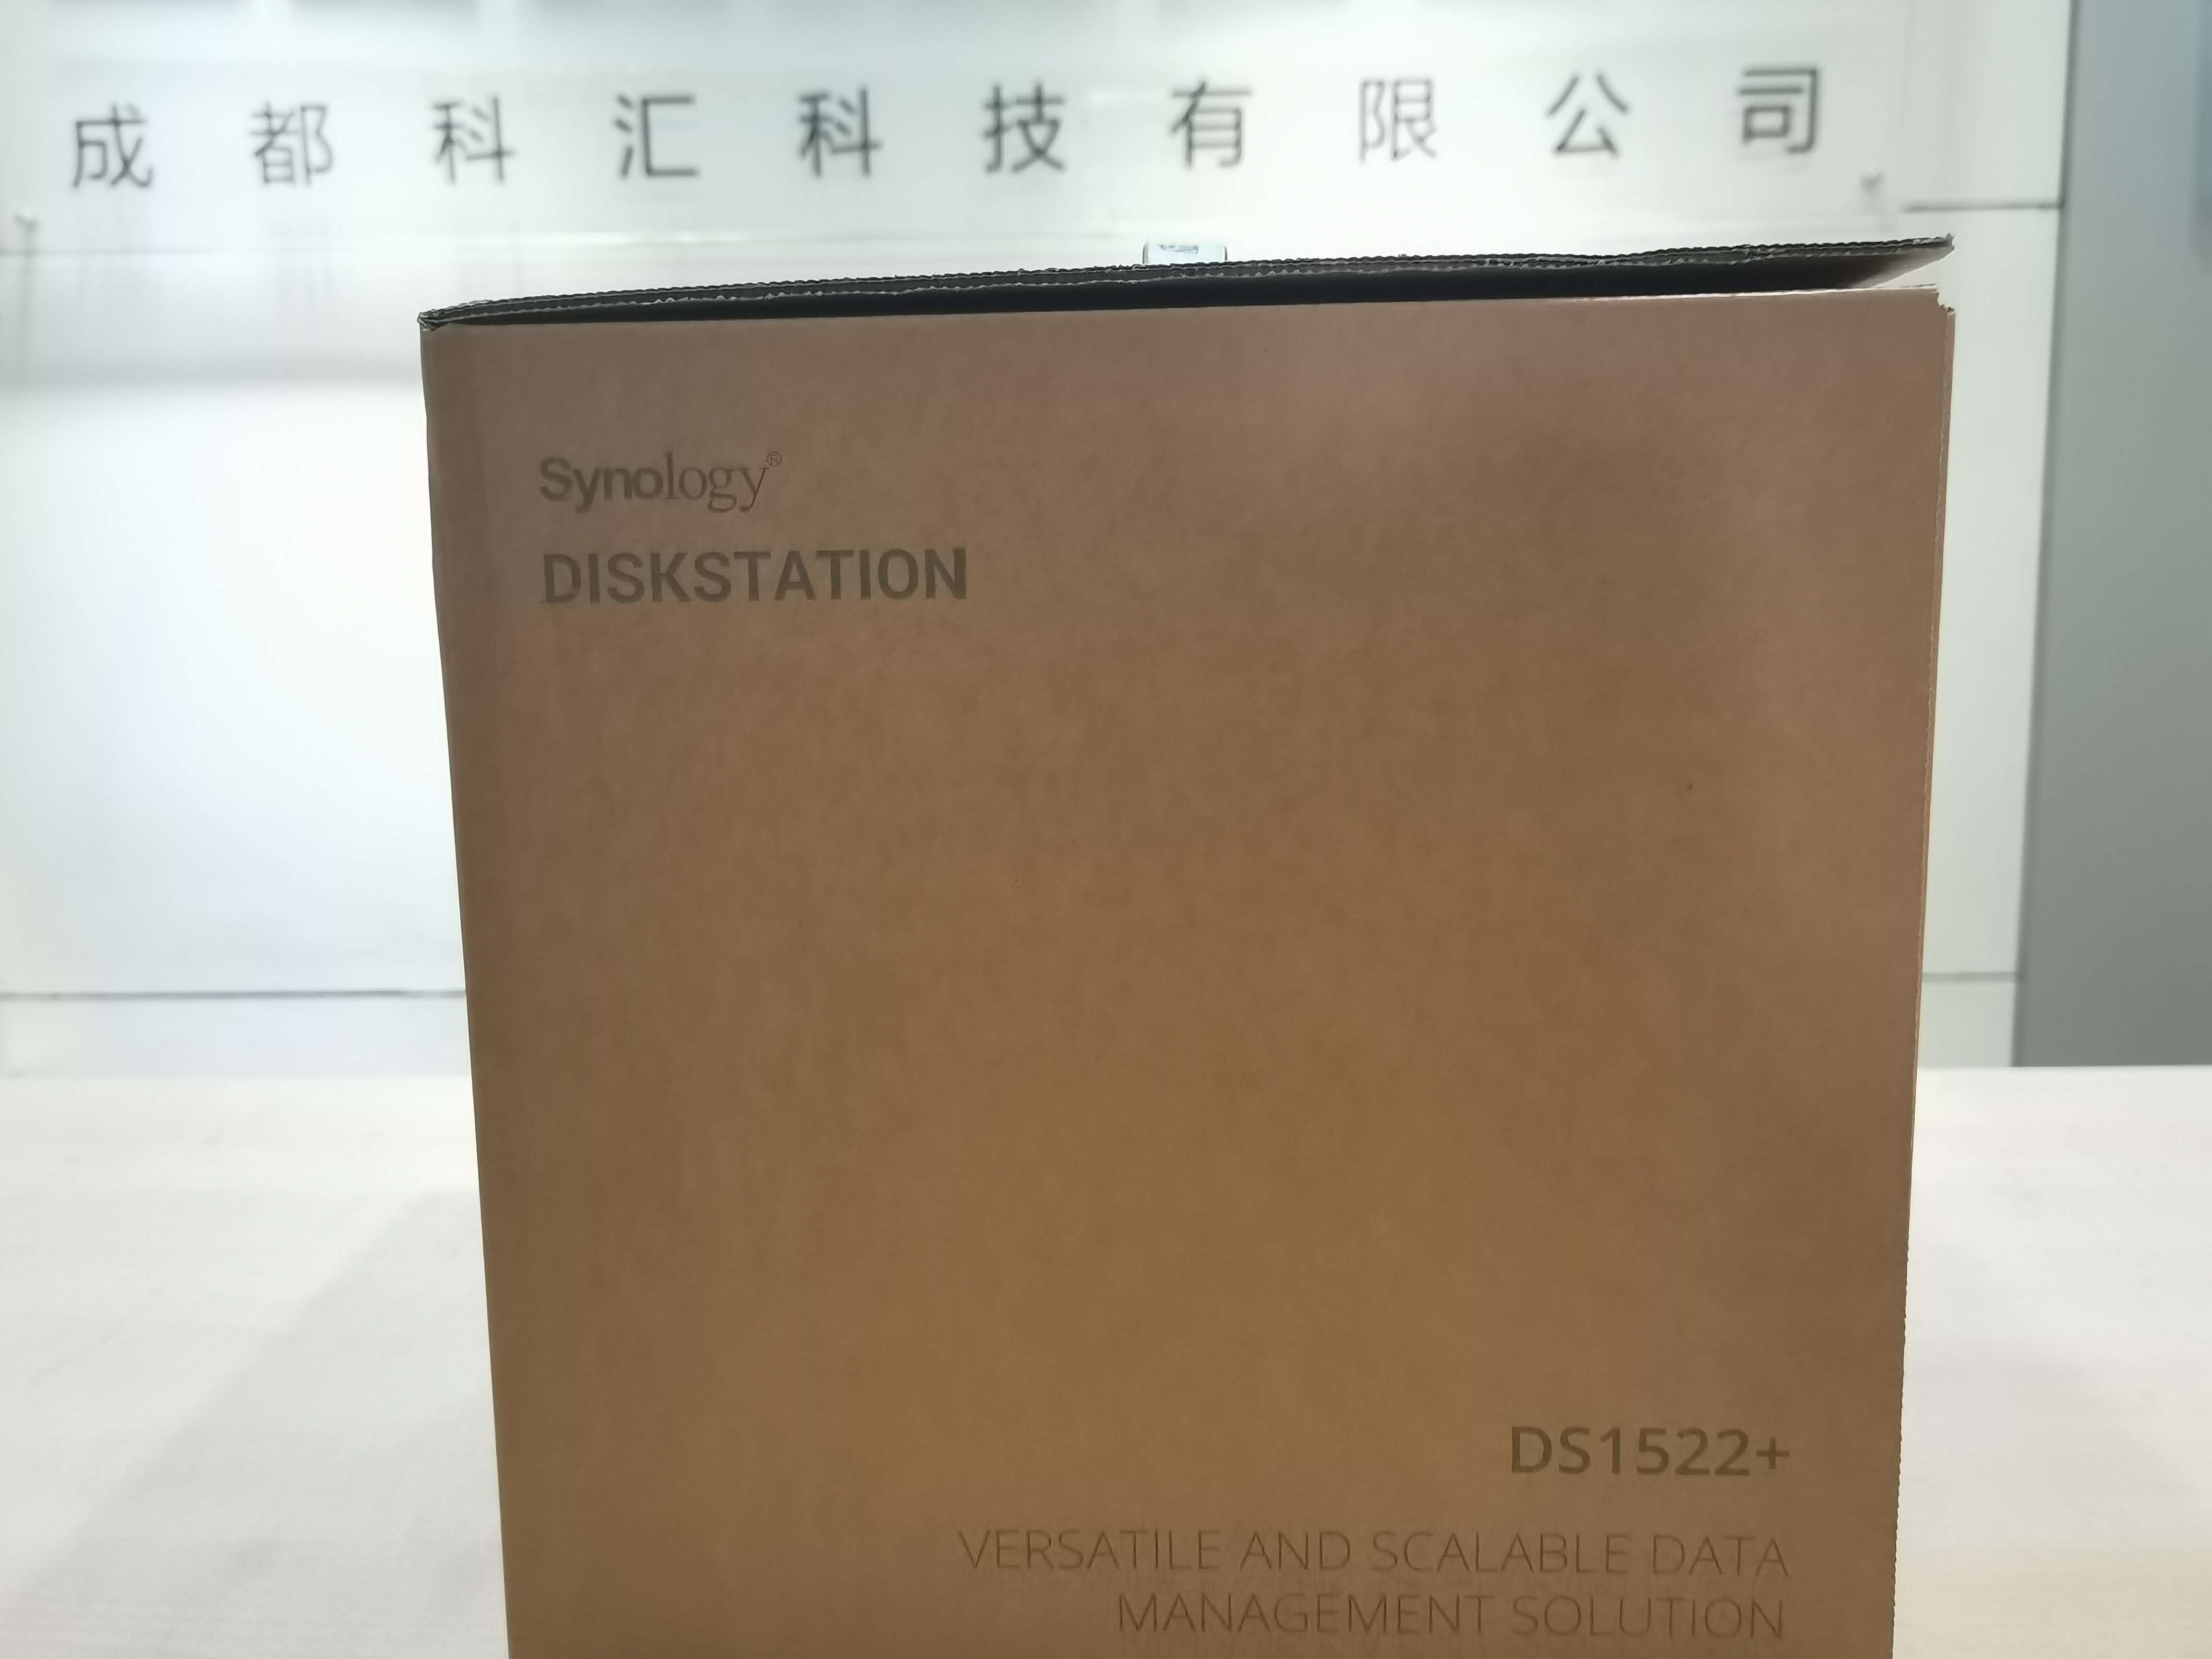 成都科汇科技有限公司
Synology®
DISKSTATION
DS1522+
VERSATILE AND SCALABLE DATA
MANAGEMENT SOLUTION